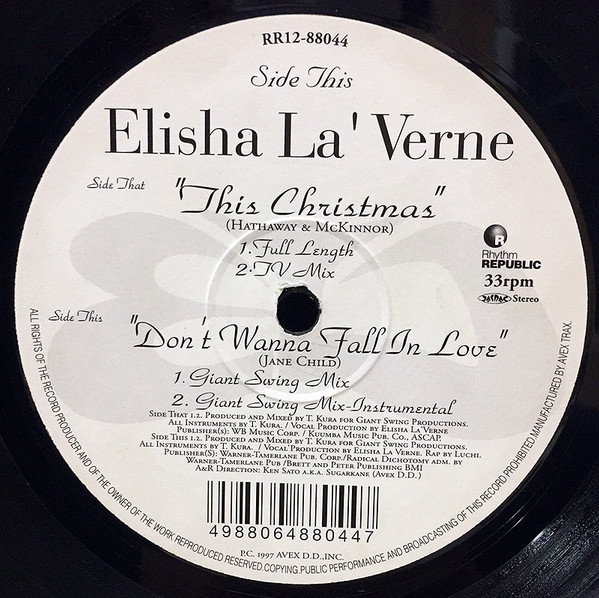 RR12-88044
Side This
Elisha La' Verne
Side That
"This Christmas"
(Hathaway & McKinnor)
1.Full Length
2.TV Mix
R
Rhythm
REPUBLIC
33rpm
JASRAC Stereo
Side This
"Don't Wanna Fall In Love"
(Jane Child)
1. Giant Swing Mix
2. Giant Swing Mix-Instrumental
Side That 1.2. Produced and Mixed by T. Kura for Giant Swing Productions.
All Instruments by T. Kura. / Vocal Production by Elisha La Verne
Publisher(s) WB Music Corp. / Kuumba Music Pub. Co., ASCAP.
Side This 1.2. Produced and Mixed by T. Kura for Giant Swing Productions.
All Instruments by T. Kura. / Vocal Production by Elisha La Verne. Rap by Luchi.
Publisher(s): Warner-Tamerlane Pub. Corp./Radical Dichotomy adm. by
Warner-Tamerlane Pub /Brett and Peter Publishing BMI
A&R Direction: Ken Sato a.k.a. Sugarkane (Avex D.D.)
4988064880447
P.C. 1997 AVEX D.D.,INC.
ALL RIGHTS OF THE RECORD PRODUCER AND OF THE OWNER OF THE WORK REPRODUCED RESERVED.COPYING.PUBLIC PERFORMANCE AND BROADCASTING OF THIS RECORD PROHIBITED.MANUFACTURED BY AVEX TRAX.